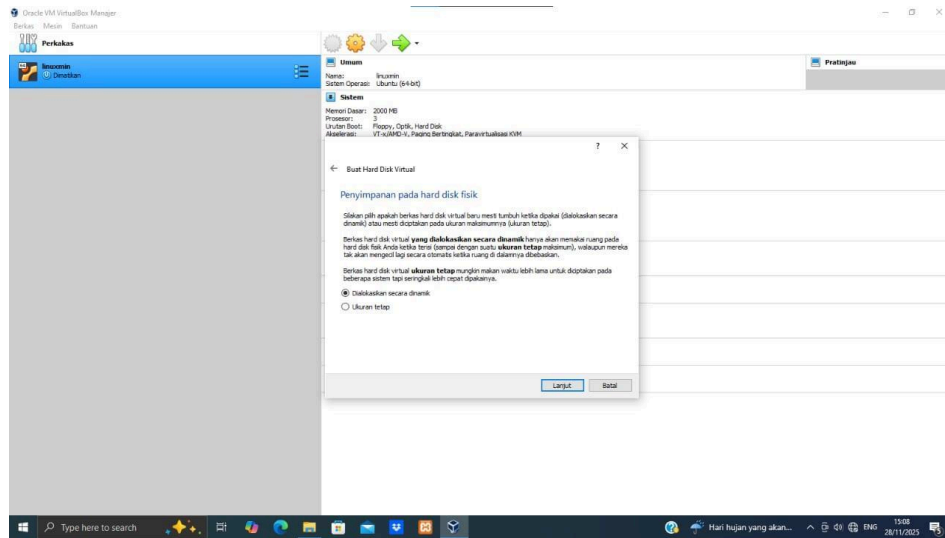 Oracle VM VirtualBox Manajer
Berkas Mesin Bantuan
Perkakas
linuxmin
Dimatikan
Umum
Nama: linuxmin
Sistem Operasi: Ubuntu (64-bit)
Pratinjau
Sistem
Memori Dasar: 2000 MB
Prosesor: 3
Urutan Boot: Floppy, Optik, Hard Disk
Akselerasi: VT-x/AMD-V, Paging Bertingkat, Paravirtualisasi KVM
Buat Hard Disk Virtual
Penyimpanan pada hard disk fisik
Silakan pilh apakah berkas hard disk virtual baru mesti tumbuh ketika dipakai (dialokasikan secara
dinamik) atau mesti diciptakan pada ukuran maksimumnya (ukuran tetap).
Berkas hard disk virtual yang dialokasikan secara dinamik hanya akan memakai ruang pada
hard disk fisik Anda ketika terisi (sampai dengan suatu ukuran tetap maksimum), walaupun mereka
tak akan mengecil lagi secara otomatis ketika ruang di dalamnya dibebaskan.
Berkas hard disk virtual ukuran tetap mungkin makan waktu lebih lama untuk diciptakan pada
beberapa sistem tapi seringkali lebih cepat dipakainya.
Dialokasikan secara dinamik
Ukuran tetap
Lanjut Batal
Type here to search
Hari hujan yang akan...
ENG
15:08
28/11/2025